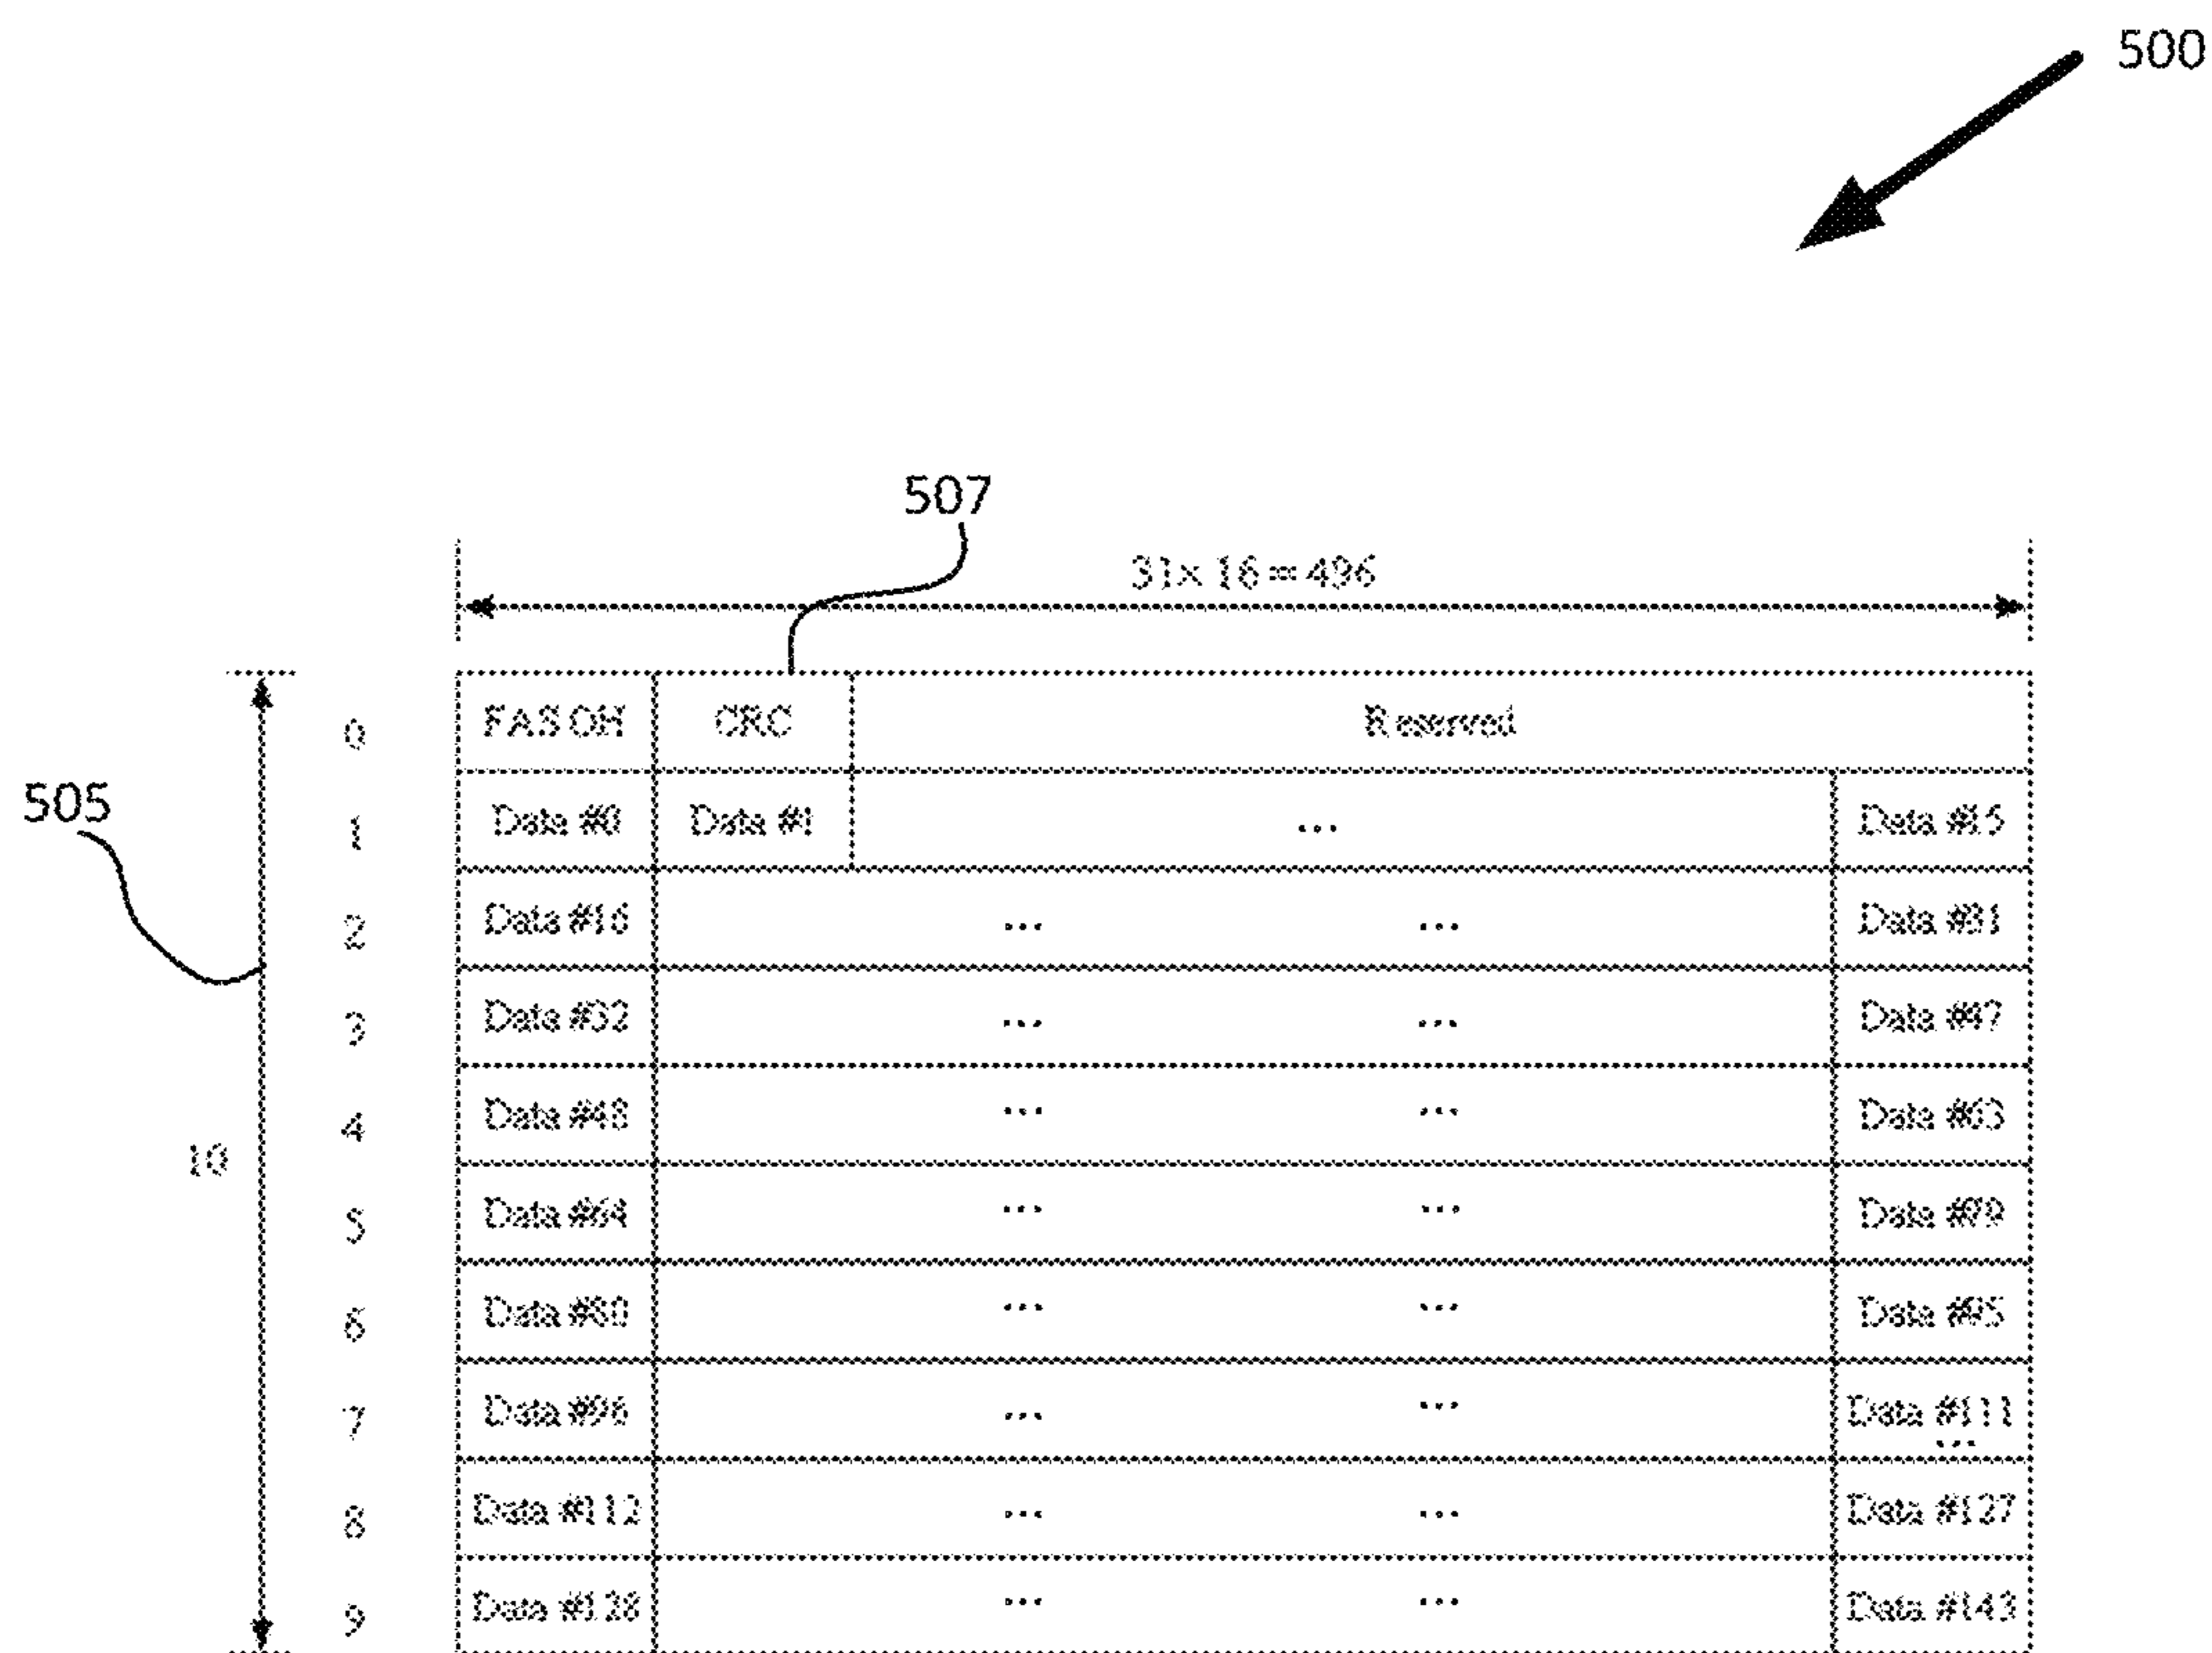 500
507
31×16=496
0 FAS OH CRC Reserved
505
1 Data #0 Data #1 ... Data #15
2 Data #16 ... ... Data #31
3 Data #32 ... ... Data #47
4 Data #48 ... ... Data #63
10
5 Data #64 ... ... Data #79
6 Data #80 ... ... Data #95
7 Data #96 ... ... Data #111
...
8 Data #112 ... ... Data #127
9 Data #128 ... ... Data #143